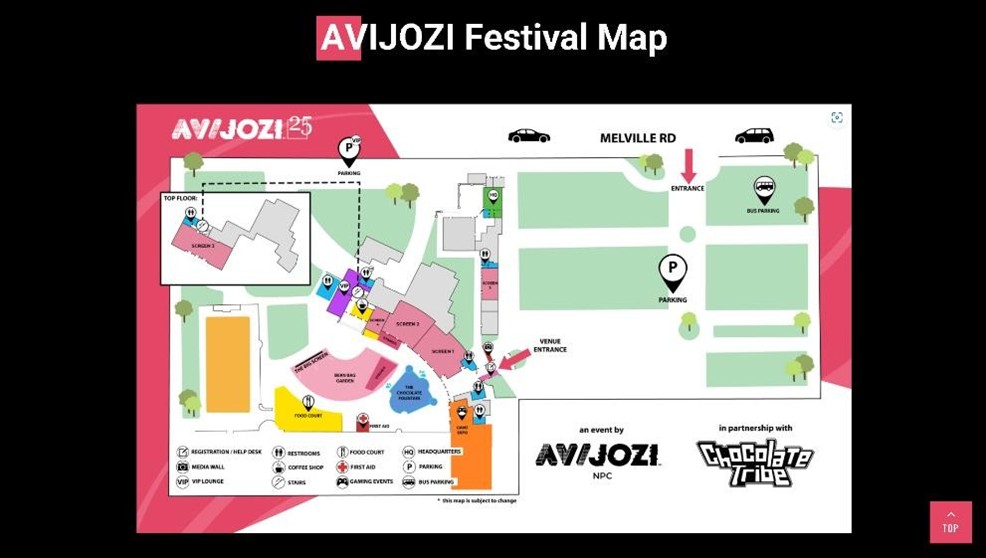 AVIJOZI Festival Map
AVIJOZI 25
MELVILLE RD
P VIP
PARKING
ENTRANCE
BUS PARKING
TOP FLOOR:
SCREEN 3
HQ
VIP
P
PARKING
SCREEN 2
SCREEN 1
VENUE
ENTRANCE
THE BIG SCREEN
BEAN BAG
GARDEN
THE
CHOCOLATE
FOUNTAIN
FOOD COURT
FIRST AID
GAME
EXPO
an event by
AVIJOZI
NPC
in partnership with
CHOCOLATE
TRIBE
REGISTRATION / HELP DESK
RESTROOMS
FOOD COURT
HQ HEADQUARTERS
MEDIA WALL
COFFEE SHOP
FIRST AID
P PARKING
VIP VIP LOUNGE
STAIRS
GAMING EVENTS
BUS PARKING
* this map is subject to change
TOP